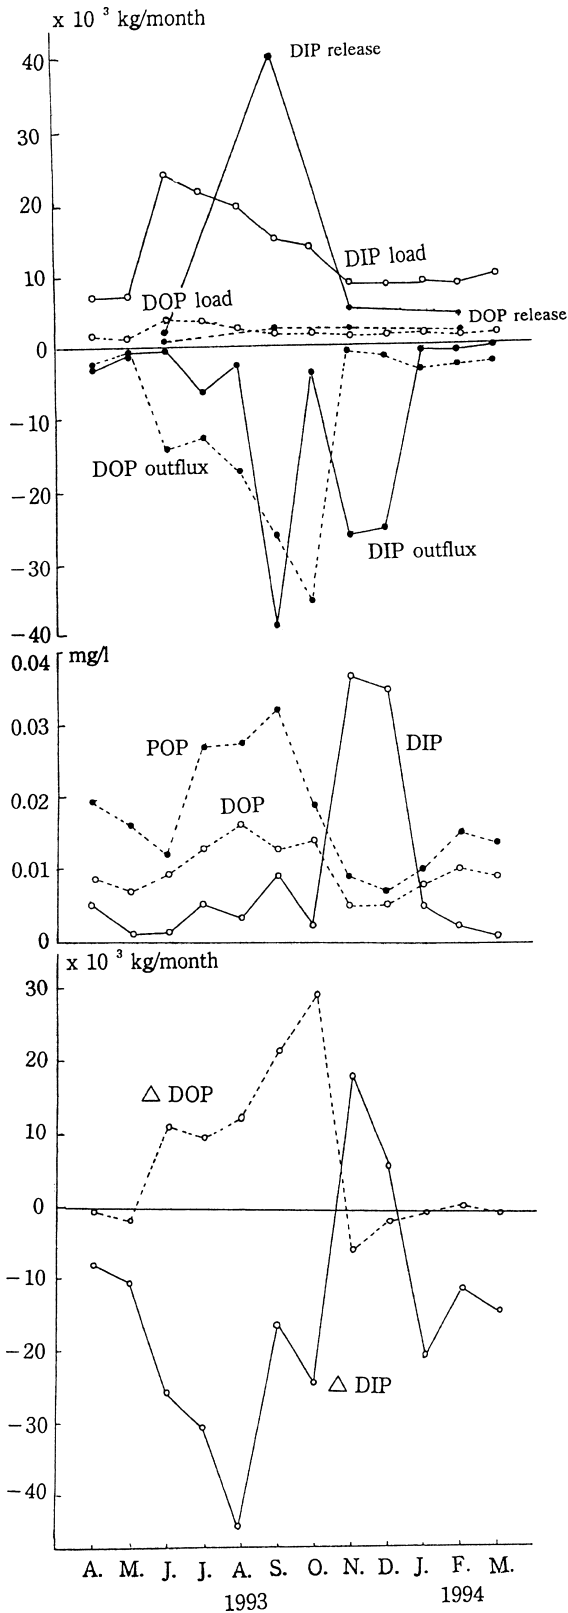 x 10 ³ kg/month
DIP release
40
30
20
DIP load
10
DOP load
DOP release
0
−10
DOP outflux
−20
DIP outflux
−30
−40
mg/l
0.04
0.03
POP
DIP
0.02
DOP
0.01
0
x 10 ³ kg/month
30
20
△ DOP
10
0
−10
−20
△ DIP
−30
−40
A. M. J. J. A. S. O. N. D. J. F. M.
1993 1994